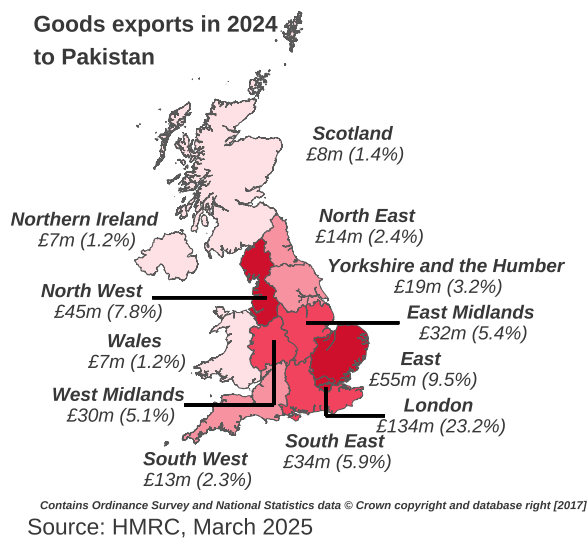 Goods exports in 2024
to Pakistan
Scotland
£8m (1.4%)
Northern Ireland
£7m (1.2%)
North East
£14m (2.4%)
Yorkshire and the Humber
£19m (3.2%)
North West
£45m (7.8%)
East Midlands
£32m (5.4%)
Wales
£7m (1.2%)
East
£55m (9.5%)
West Midlands
£30m (5.1%)
London
£134m (23.2%)
South East
£34m (5.9%)
South West
£13m (2.3%)
Contains Ordinance Survey and National Statistics data © Crown copyright and database right [2017]
Source: HMRC, March 2025